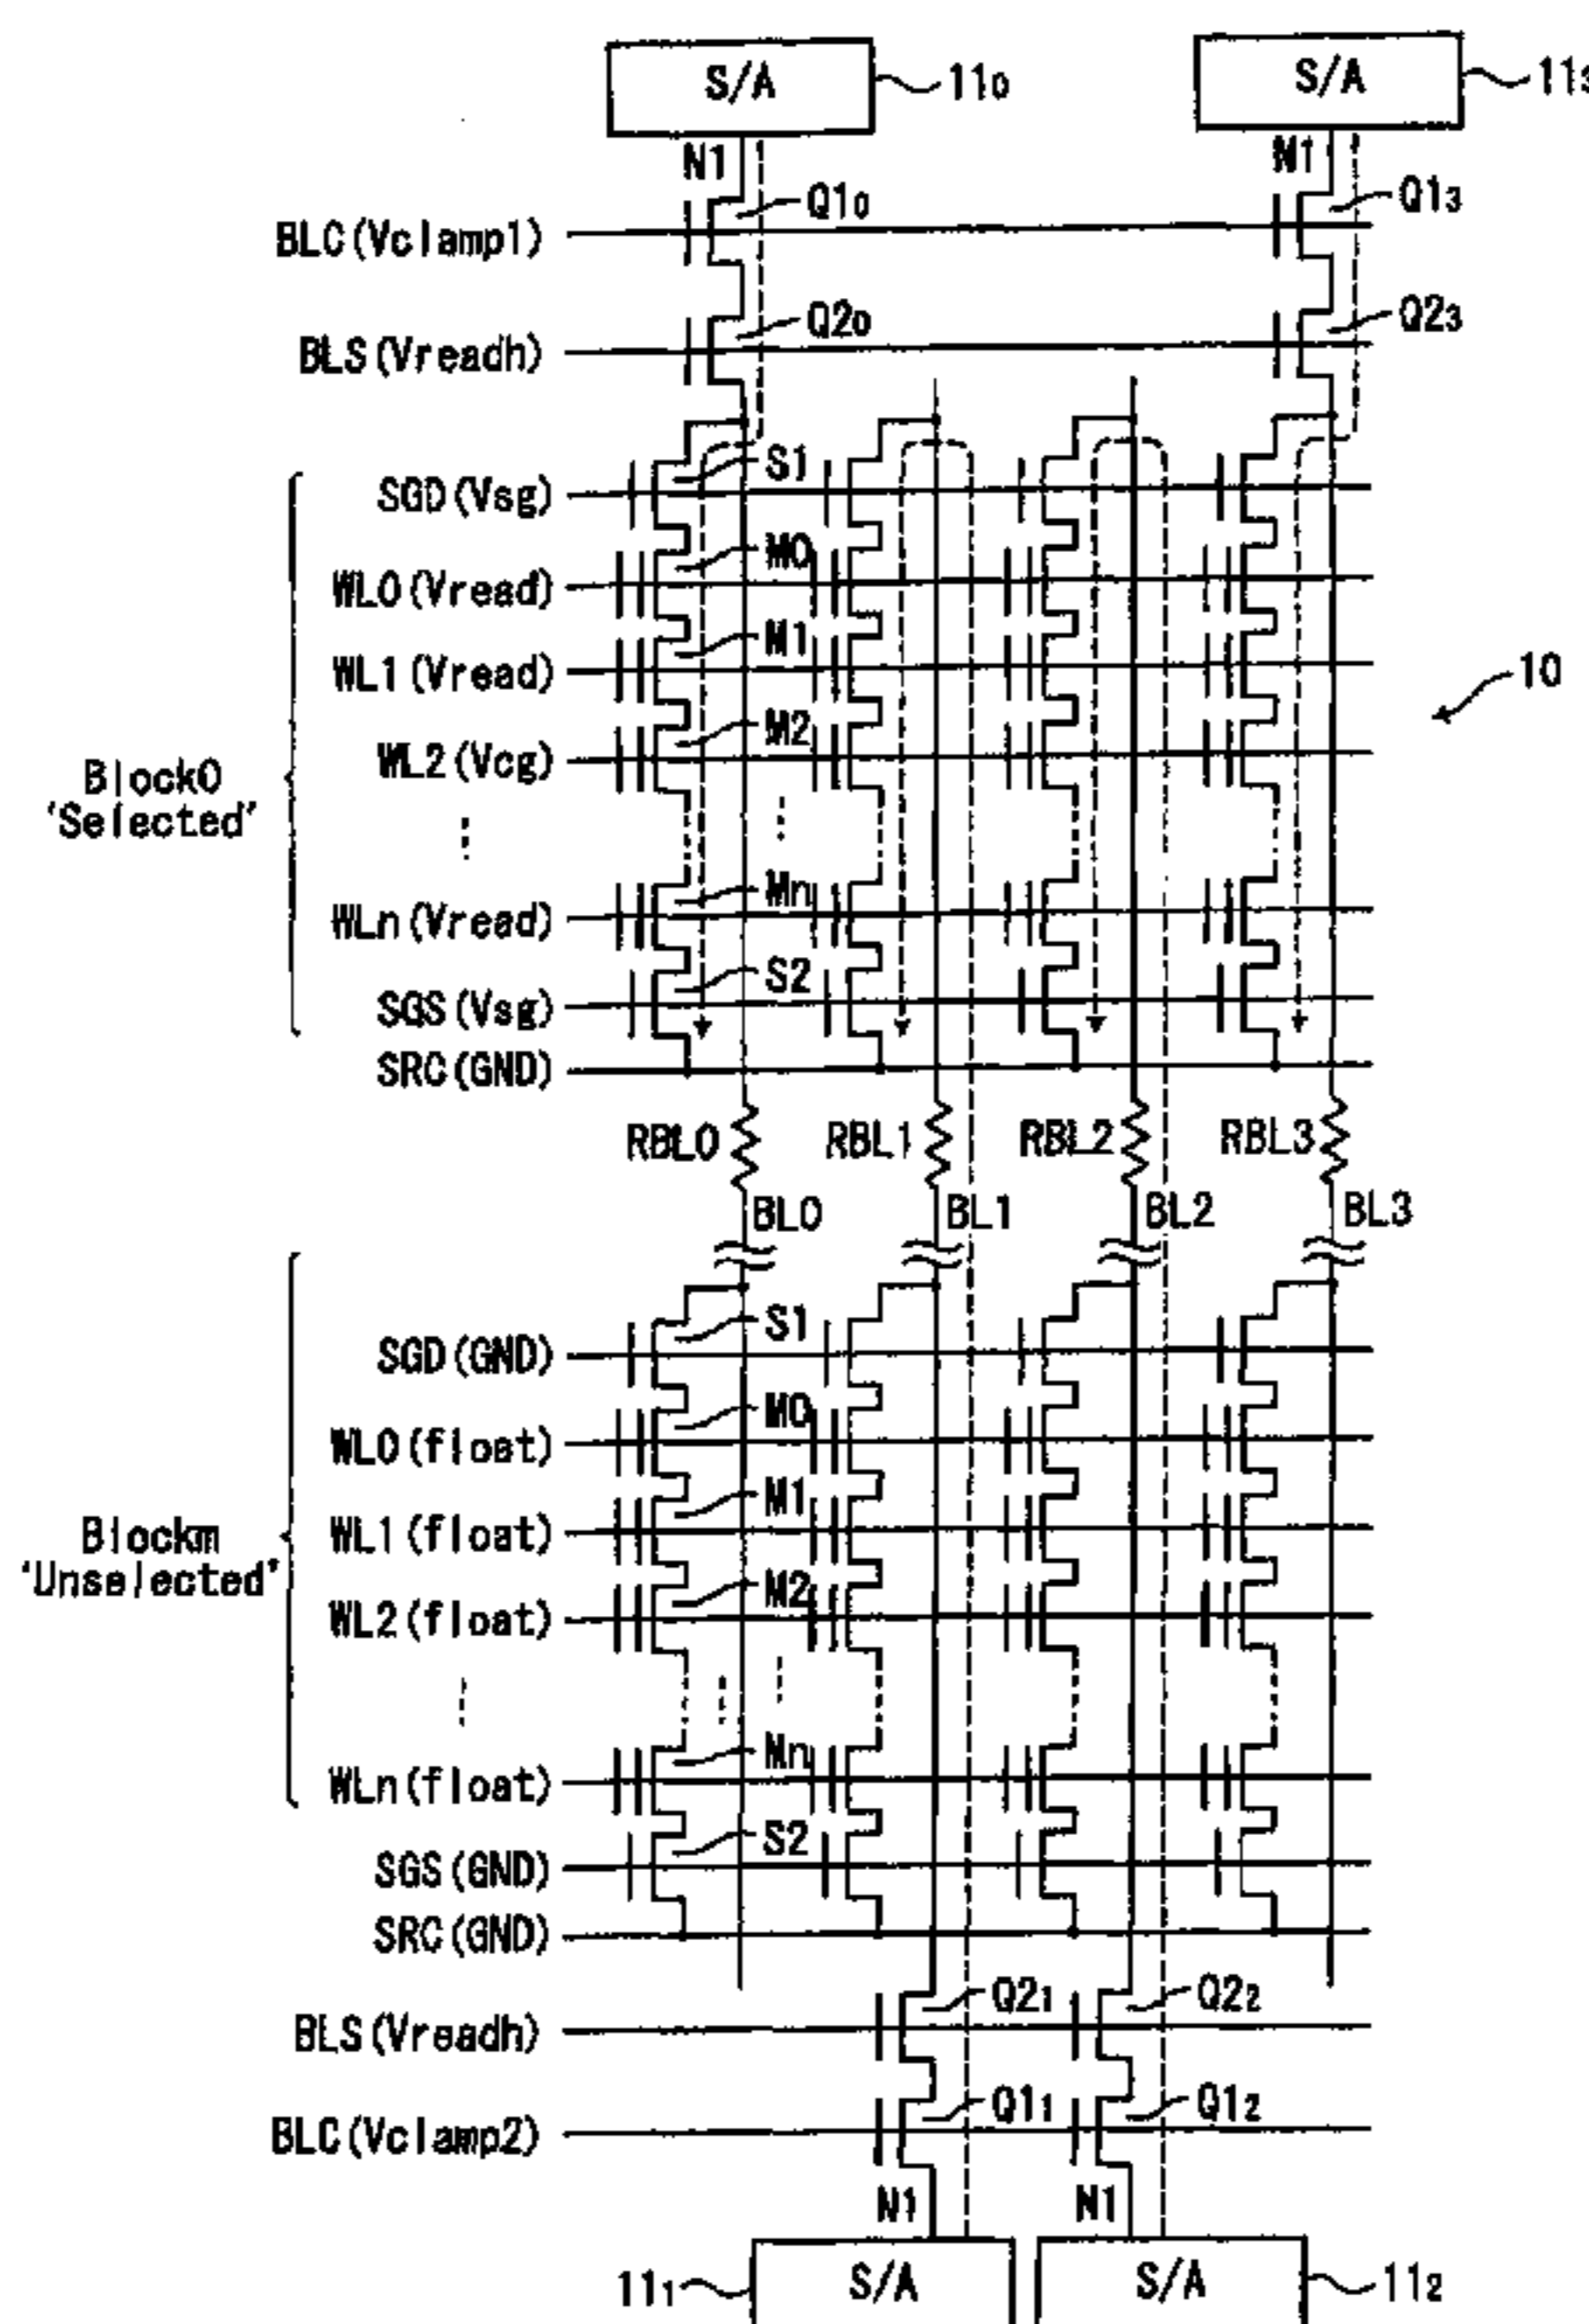 S/A 11₀ S/A 11₃
N1 N1
Q1₀ Q1₃
BLC(Vclamp1)
Q2₀ Q2₃
BLS(Vreadh)
S1
SGD(Vsg)
M0
WL0(Vread)
M1
WL1(Vread)
10
M2
WL2(Vcg)
Block0
'Selected'
Mn
WLn(Vread)
S2
SGS(Vsg)
SRC(GND)
RBL0 RBL1 RBL2 RBL3
BL0 BL1 BL2 BL3
S1
SGD(GND)
M0
WL0(float)
M1
WL1(float)
Blockm
'Unselected'
M2
WL2(float)
Mn
WLn(float)
S2
SGS(GND)
SRC(GND)
Q2₁ Q2₂
BLS(Vreadh)
Q1₁ Q1₂
BLC(Vclamp2)
N1 N1
11₁ S/A S/A 11₂